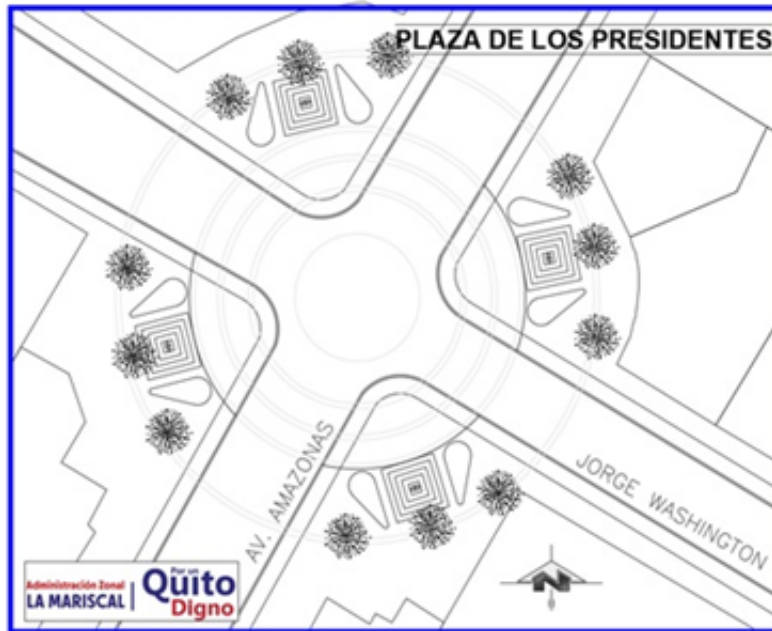 PLAZA DE LOS PRESIDENTES
AV. AMAZONAS
JORGE WASHINGTON
Administración Zonal
LA MARISCAL
Por un
Quito
Digno
N